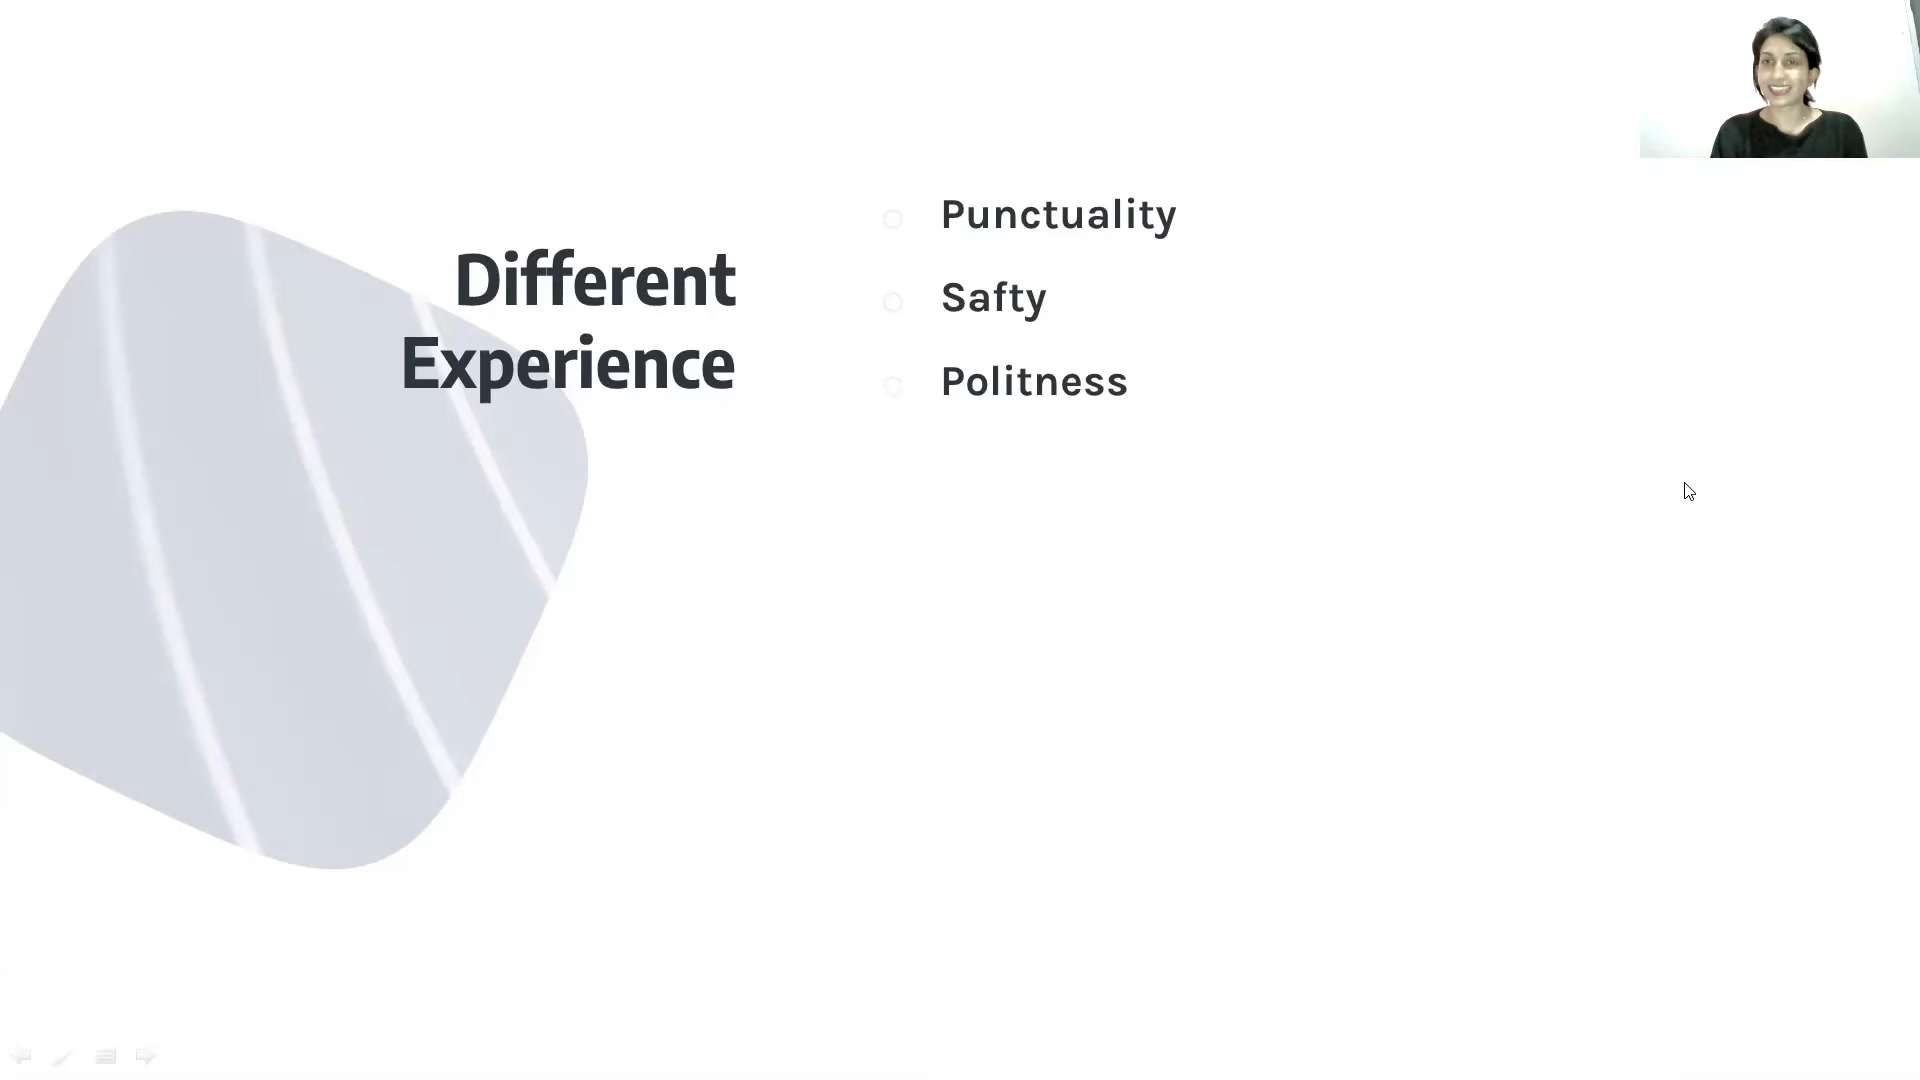 Different
Experience
Punctuality
Safty
Politness